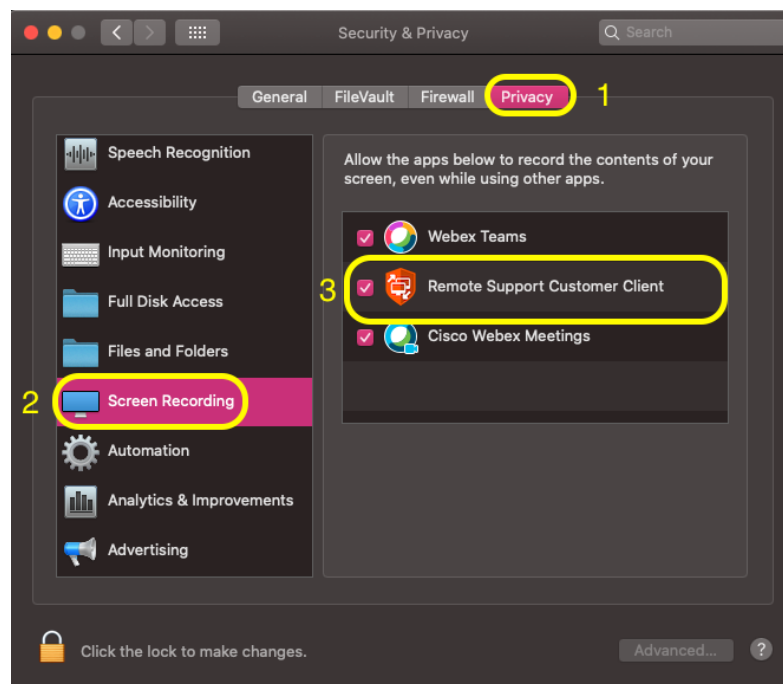 Security & Privacy
Search
General
FileVault
Firewall
Privacy
1
Speech Recognition
Accessibility
Input Monitoring
Full Disk Access
Files and Folders
2
Screen Recording
Automation
Analytics & Improvements
Advertising
Allow the apps below to record the contents of your
screen, even while using other apps.
Webex Teams
3
Remote Support Customer Client
Cisco Webex Meetings
Click the lock to make changes.
Advanced...
?